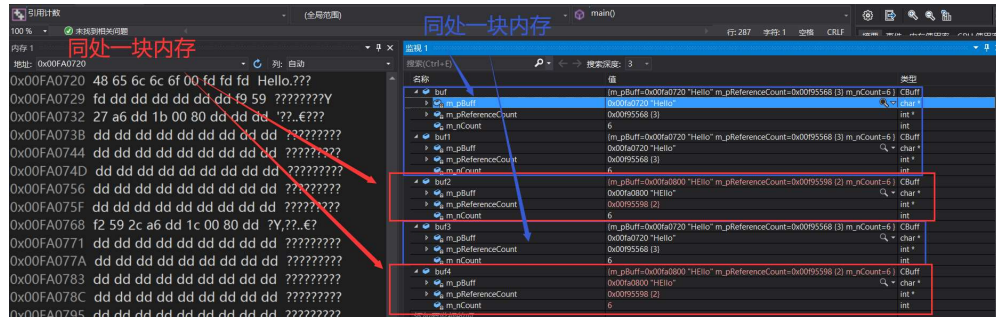 引用计数
(全局范围)
main()
100 %
未找到相关问题
行: 287
字符: 1
空格
CRLF
同处一块内存
同处一块内存
内存 1
地址: 0x00FA0720
列: 自动
0x00FA0720 48 65 6c 6c 6f 00 fd fd fd Hello.???
0x00FA0729 fd dd dd dd dd dd dd f9 59 ????????Y
0x00FA0732 27 a6 dd 1b 00 80 dd dd dd '??..€???
0x00FA073B dd dd dd dd dd dd dd dd dd ?????????
0x00FA0744 dd dd dd dd dd dd dd dd dd ?????????
0x00FA074D dd dd dd dd dd dd dd dd dd ?????????
0x00FA0756 dd dd dd dd dd dd dd dd dd ?????????
0x00FA075F dd dd dd dd dd dd dd dd dd ?????????
0x00FA0768 f2 59 2c a6 dd 1c 00 80 dd ?Y,??..€?
0x00FA0771 dd dd dd dd dd dd dd dd dd ?????????
0x00FA077A dd dd dd dd dd dd dd dd dd ?????????
0x00FA0783 dd dd dd dd dd dd dd dd dd ?????????
0x00FA078C dd dd dd dd dd dd dd dd dd ?????????
0x00FA0795 dd dd dd dd dd dd dd dd dd ?????????
监视 1
搜索(Ctrl+E)
搜索深度: 3
名称 值 类型
buf {m_pBuff=0x00fa0720 "Hello" m_pReferenceCount=0x00f95568 {3} m_nCount=6 } CBuff
m_pBuff 0x00fa0720 "Hello" char *
m_pReferenceCount 0x00f95568 {3} int *
m_nCount 6 int
buf1 {m_pBuff=0x00fa0720 "Hello" m_pReferenceCount=0x00f95568 {3} m_nCount=6 } CBuff
m_pBuff 0x00fa0720 "Hello" char *
m_pReferenceCount 0x00f95568 {3} int *
m_nCount 6 int
buf2 {m_pBuff=0x00fa0800 "HEllo" m_pReferenceCount=0x00f95598 {2} m_nCount=6 } CBuff
m_pBuff 0x00fa0800 "HEllo" char *
m_pReferenceCount 0x00f95598 {2} int *
m_nCount 6 int
buf3 {m_pBuff=0x00fa0720 "Hello" m_pReferenceCount=0x00f95568 {3} m_nCount=6 } CBuff
m_pBuff 0x00fa0720 "Hello" char *
m_pReferenceCount 0x00f95568 {3} int *
m_nCount 6 int
buf4 {m_pBuff=0x00fa0800 "HEllo" m_pReferenceCount=0x00f95598 {2} m_nCount=6 } CBuff
m_pBuff 0x00fa0800 "HEllo" char *
m_pReferenceCount 0x00f95598 {2} int *
m_nCount 6 int